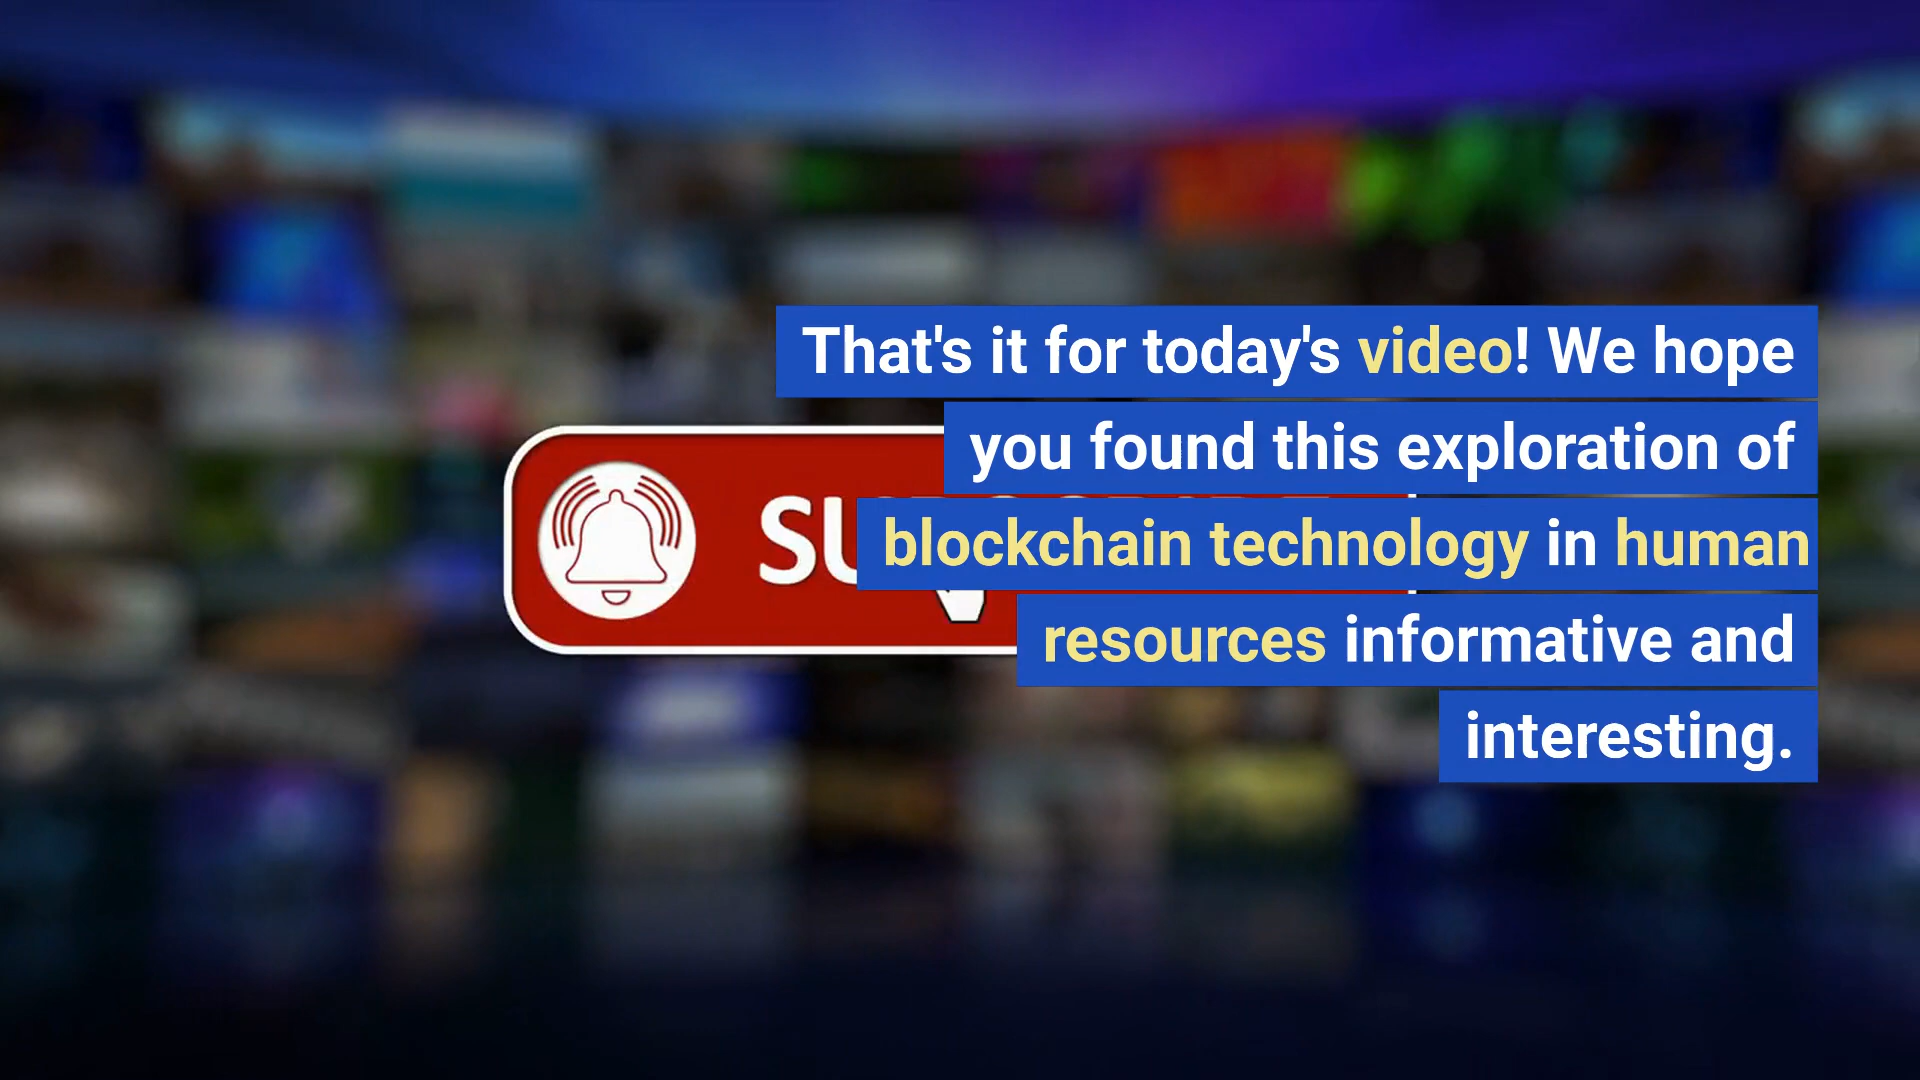 That's it for today's video! We hope
you found this exploration of
blockchain technology in human
resources informative and
interesting.
SU